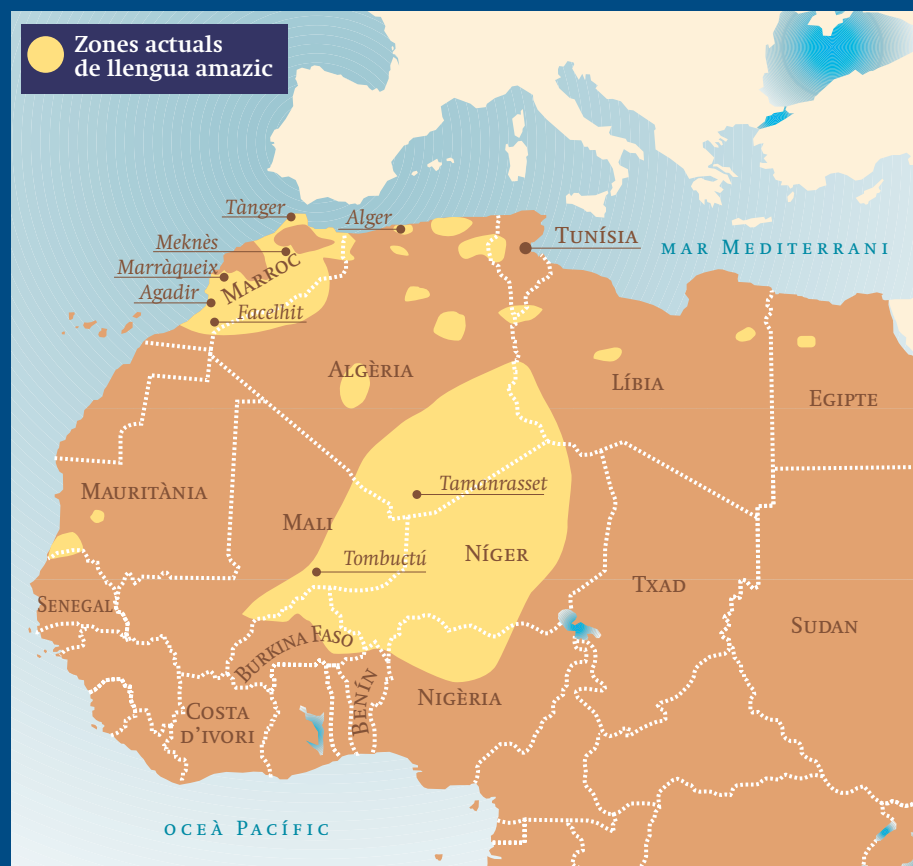 Zones actuals
de llengua amazic
Tànger
Alger
Meknès
Tunísia
MAR MEDITERRANI
Marràqueix
Marroc
Agadir
Facelhit
Algèria
Líbia
Egipte
Tamanrasset
Mauritània
Mali
Tombuctú
Níger
Txad
Senegal
Sudan
Burkina Faso
Nigèria
Benín
Costa
d'ivori
OCEÀ PACÍFIC